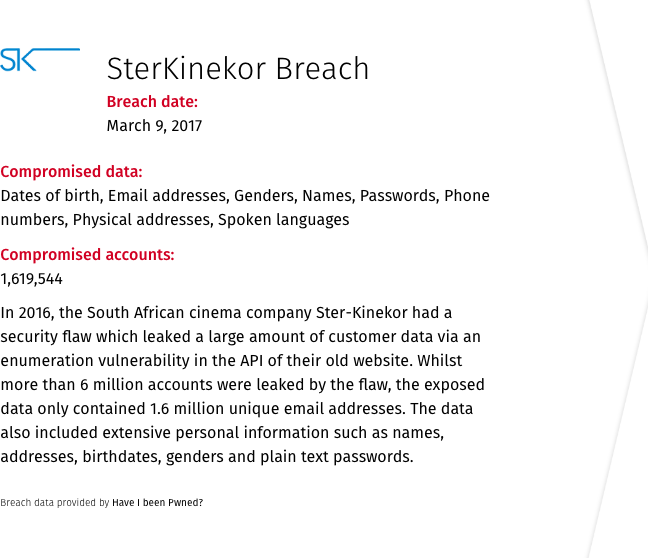 SK
SterKinekor Breach
Breach date:
March 9, 2017
Compromised data:
Dates of birth, Email addresses, Genders, Names, Passwords, Phone
numbers, Physical addresses, Spoken languages
Compromised accounts:
1,619,544
In 2016, the South African cinema company Ster-Kinekor had a
security flaw which leaked a large amount of customer data via an
enumeration vulnerability in the API of their old website. Whilst
more than 6 million accounts were leaked by the flaw, the exposed
data only contained 1.6 million unique email addresses. The data
also included extensive personal information such as names,
addresses, birthdates, genders and plain text passwords.
Breach data provided by Have I been Pwned?